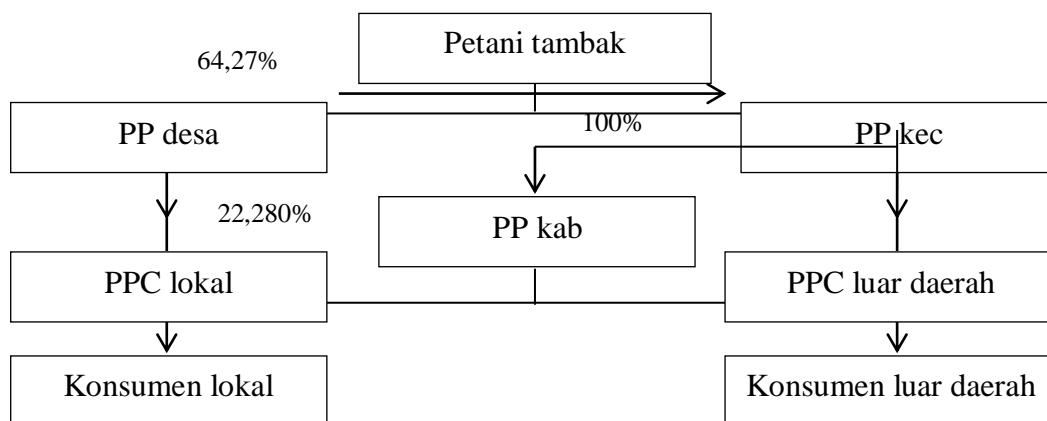 Petani tambak
64,27%
PP desa
100%
PP kec
22,280%
PP kab
PPC lokal
PPC luar daerah
Konsumen lokal
Konsumen luar daerah